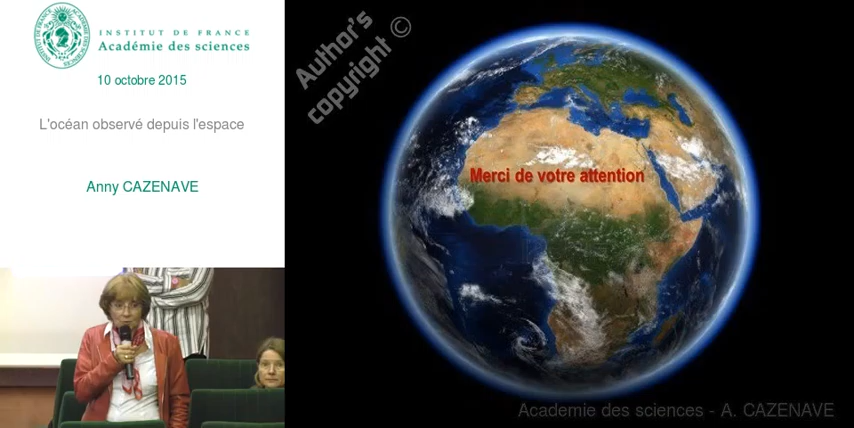 INSTITUT DE FRANCE
Académie des sciences
10 octobre 2015
L'océan observé depuis l'espace
Anny CAZENAVE
Author's
copyright ©
Merci de votre attention
Academie des sciences - A. CAZENAVE